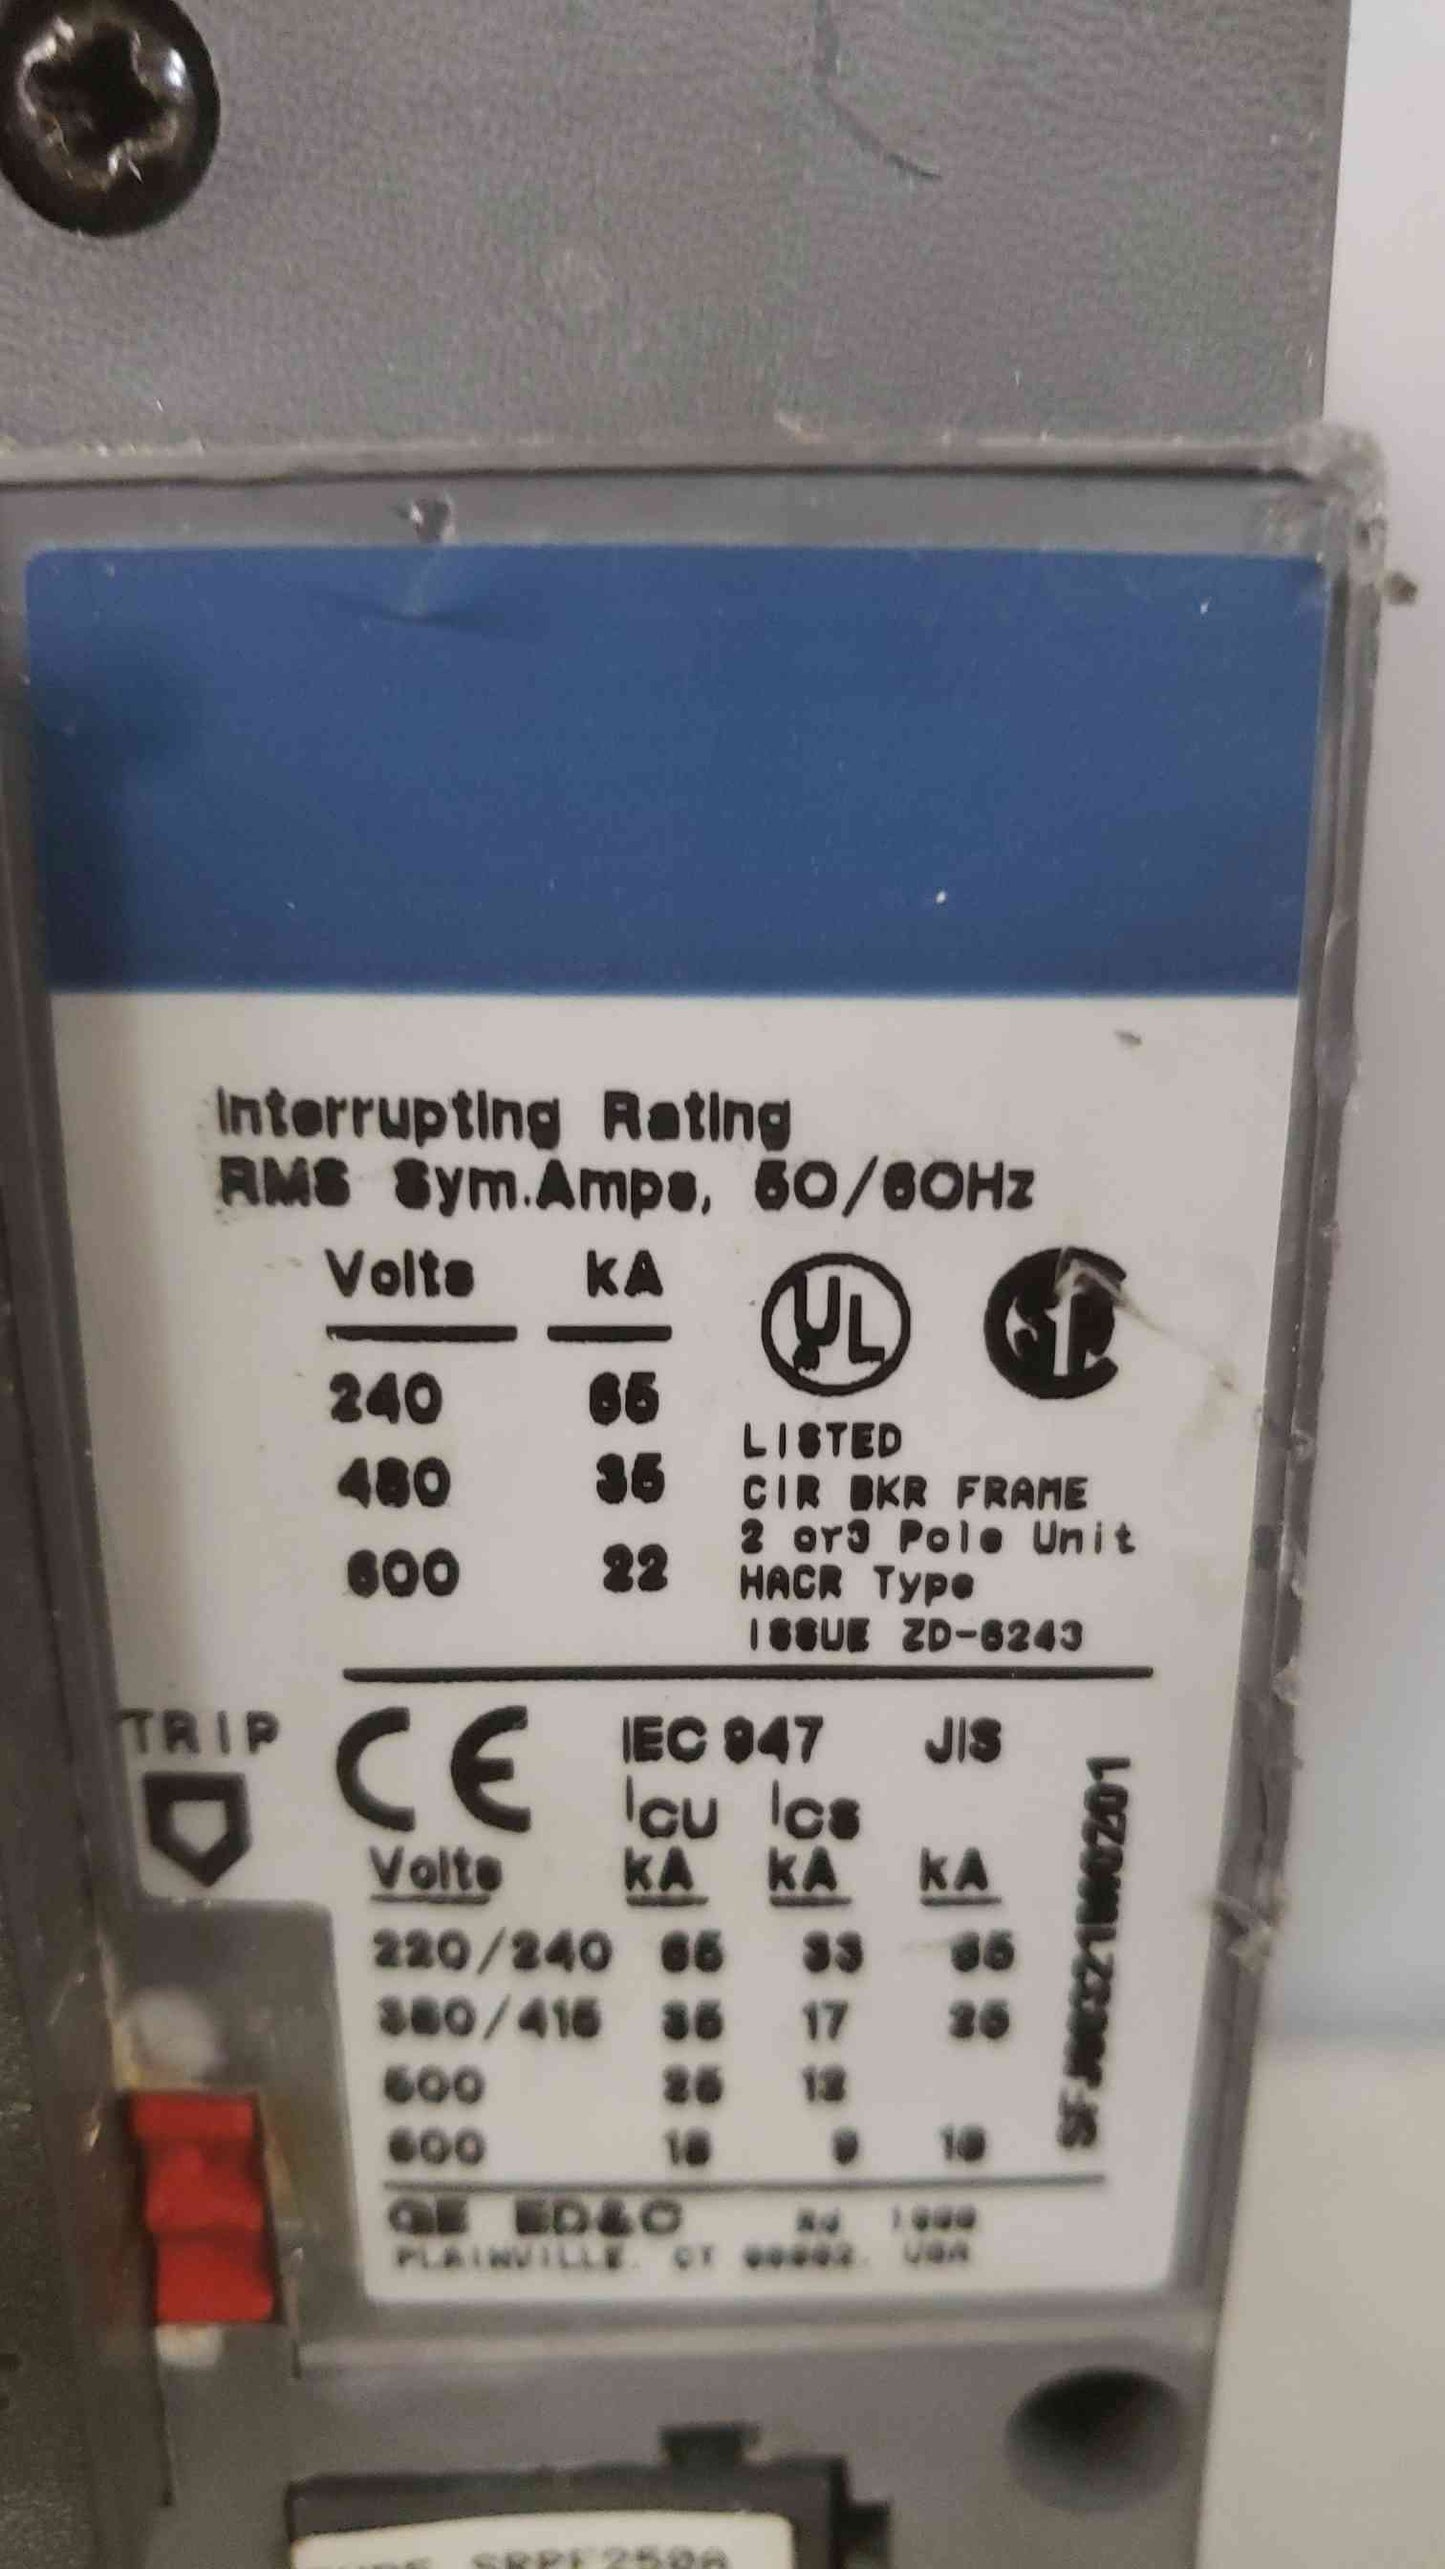 Interrupting Rating
RMS Sym.Amps, 50/60Hz
Volts kA
240 65
480 35
600 22
UL
LISTED
CIR BKR FRAME
2 or3 Pole Unit
HACR Type
ISSUE ZD-6243
TRIP
CE IEC 947 JIS
ICU ICS
Volts kA kA kA
220/240 65 33 65
380/415 35 17 25
500 25
600 18 9 18
GE ED&C
PLAINVILLE, CT USA
SRPF250A